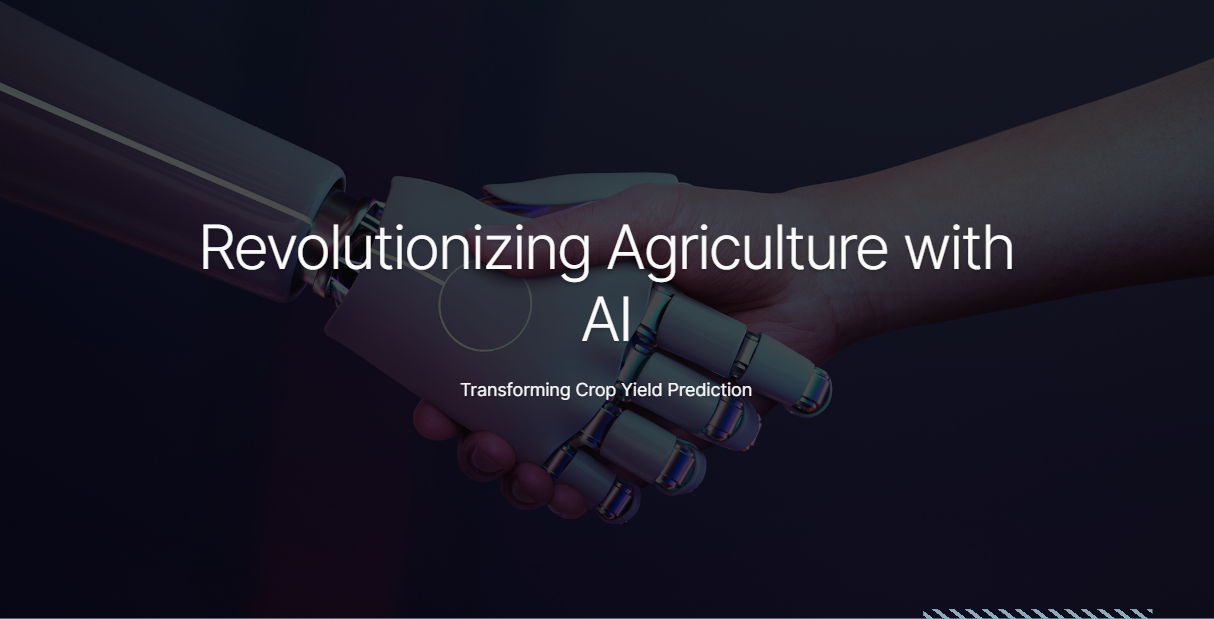 Revolutionizing Agriculture with
AI
Transforming Crop Yield Prediction